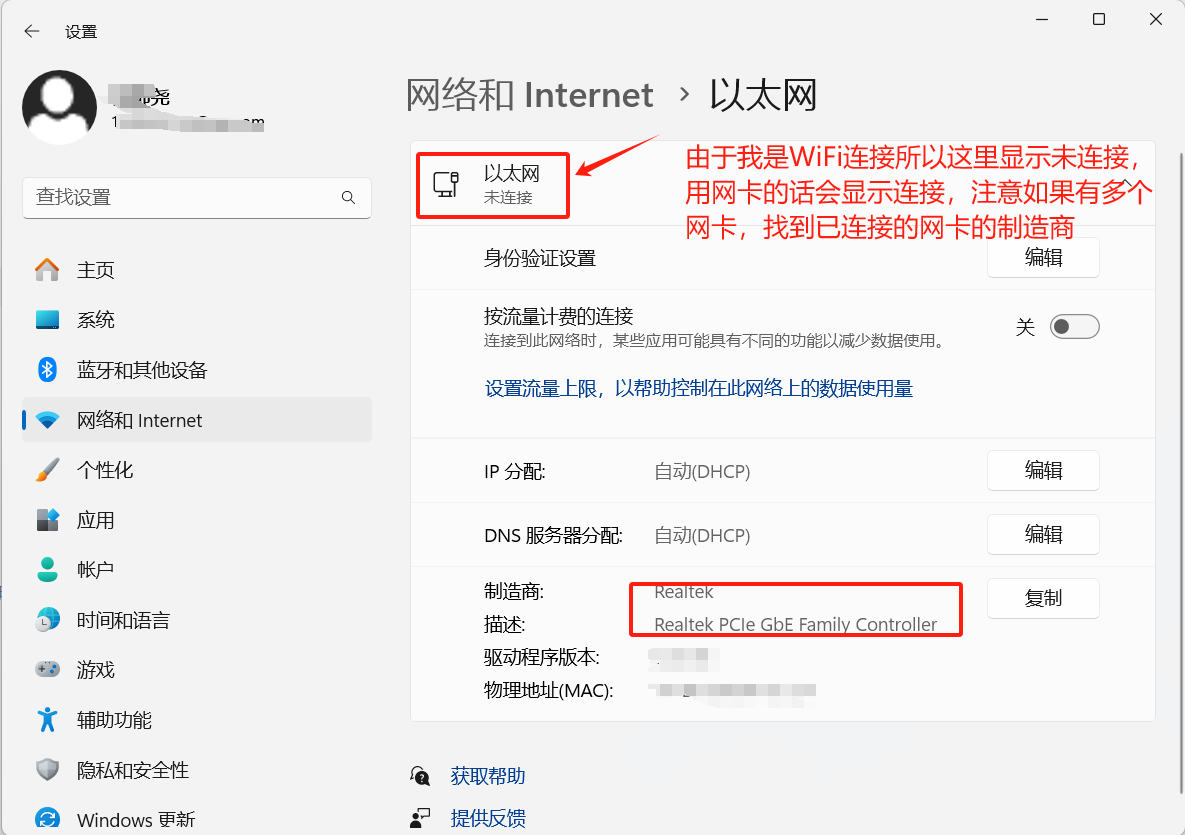 设置
网络和 Internet › 以太网
查找设置
主页
系统
蓝牙和其他设备
网络和 Internet
个性化
应用
帐户
时间和语言
游戏
辅助功能
隐私和安全性
Windows 更新
以太网
未连接
由于我是WiFi连接所以这里显示未连接，
用网卡的话会显示连接，注意如果有多个
网卡，找到已连接的网卡的制造商
身份验证设置
编辑
按流量计费的连接
连接到此网络时，某些应用可能具有不同的功能以减少数据使用。
关
设置流量上限，以帮助控制在此网络上的数据使用量
IP 分配:
自动(DHCP)
编辑
DNS 服务器分配:
自动(DHCP)
编辑
制造商:
Realtek
复制
描述:
Realtek PCIe GbE Family Controller
驱动程序版本:
物理地址(MAC):
获取帮助
提供反馈